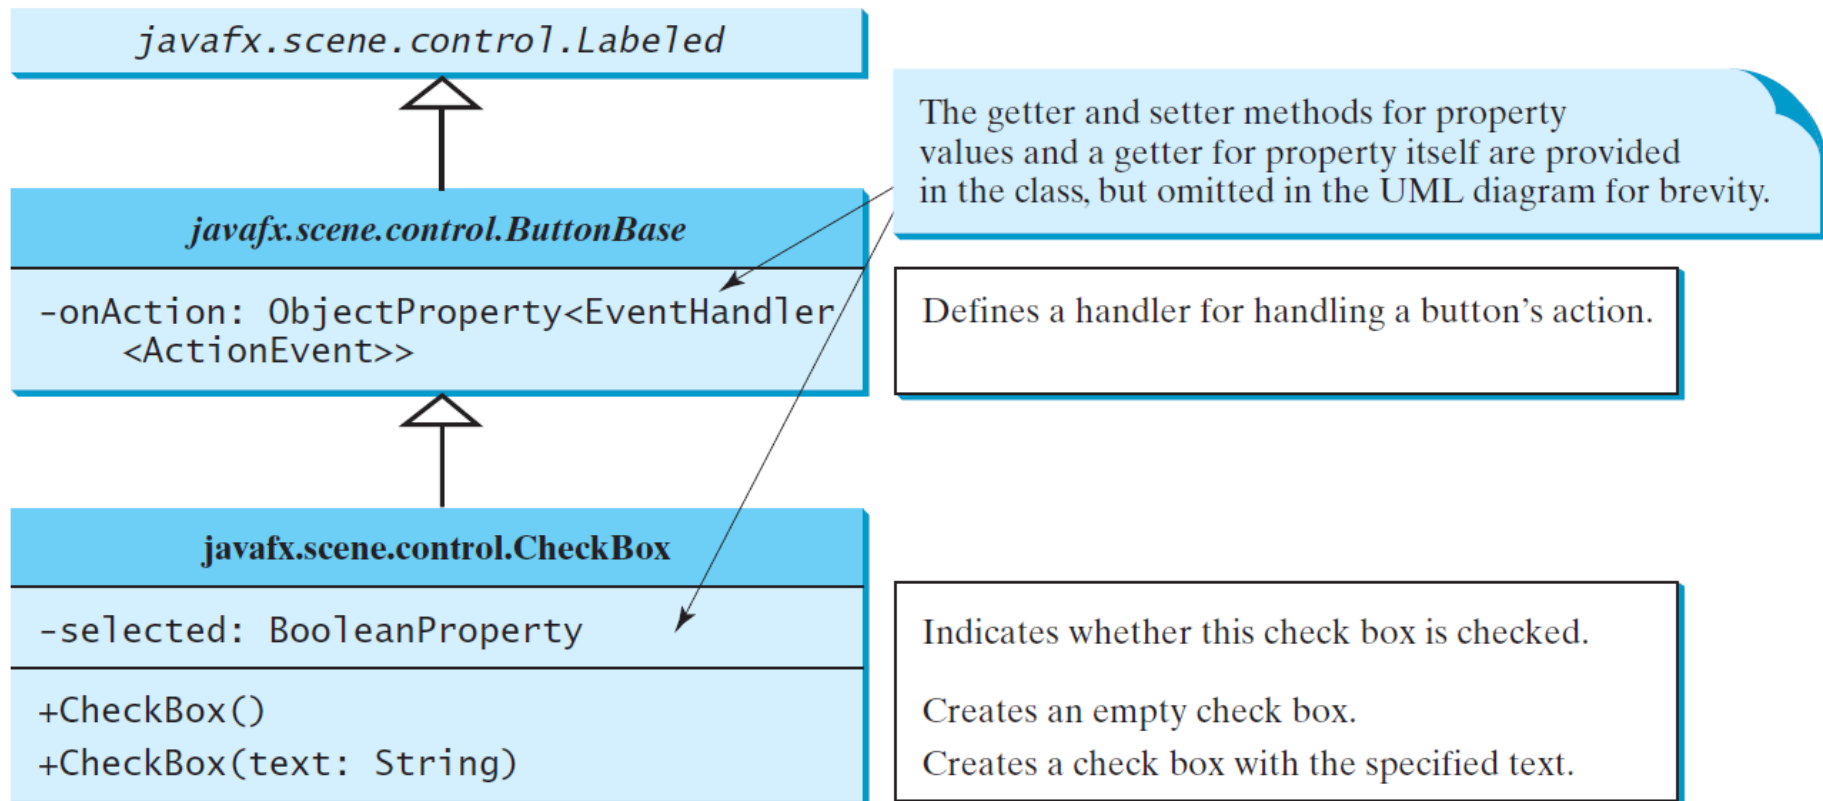 javafx.scene.control.Labeled
The getter and setter methods for property
values and a getter for property itself are provided
in the class, but omitted in the UML diagram for brevity.
javafx.scene.control.ButtonBase
-onAction: ObjectProperty<EventHandler
<ActionEvent>>
Defines a handler for handling a button’s action.
javafx.scene.control.CheckBox
-selected: BooleanProperty
Indicates whether this check box is checked.
+CheckBox()
Creates an empty check box.
+CheckBox(text: String)
Creates a check box with the specified text.